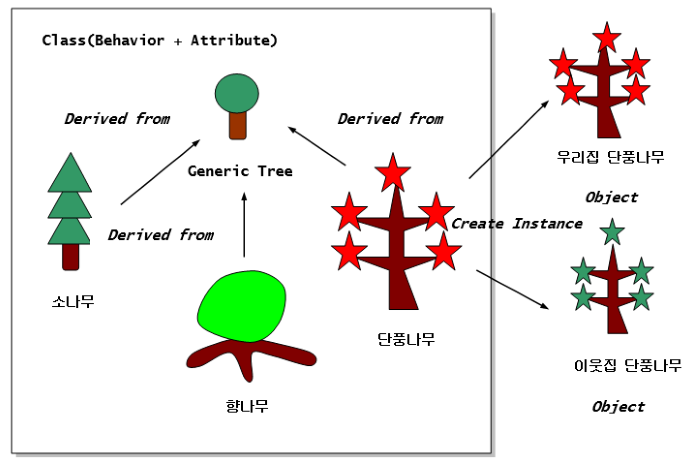 Class(Behavior + Attribute)
Derived from
Derived from
Generic Tree
Derived from
소나무
향나무
단풍나무
Create Instance
우리집 단풍나무
Object
이웃집 단풍나무
Object